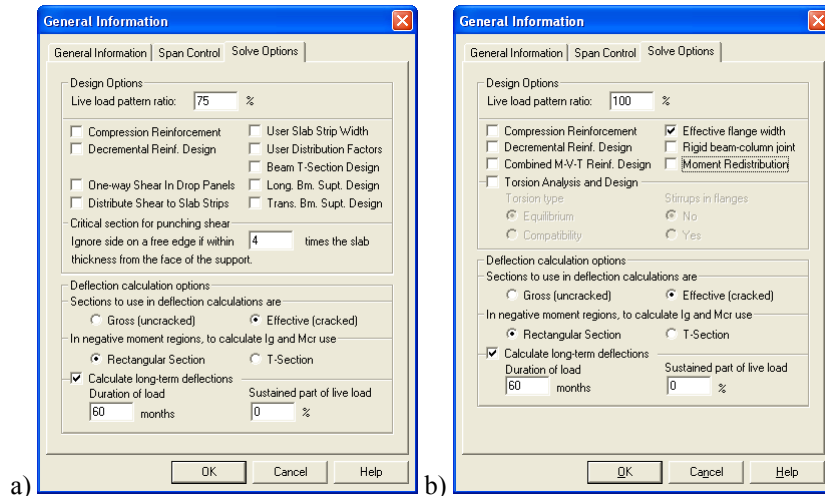 General Information
General Information Span Control Solve Options
Design Options
Live load pattern ratio: 75 %
Compression Reinforcement User Slab Strip Width
Decremental Reinf. Design User Distribution Factors
Beam T-Section Design
One-way Shear In Drop Panels Long. Bm. Supt. Design
Distribute Shear to Slab Strips Trans. Bm. Supt. Design
Critical section for punching shear
Ignore side on a free edge if within 4 times the slab
thickness from the face of the support.
Deflection calculation options
Sections to use in deflection calculations are
Gross (uncracked) Effective (cracked)
In negative moment regions, to calculate Ig and Mcr use
Rectangular Section T-Section
Calculate long-term deflections
Duration of load Sustained part of live load
60 months 0 %
OK Cancel Help
a)
General Information
General Information Span Control Solve Options
Design Options
Live load pattern ratio: 100 %
Compression Reinforcement Effective flange width
Decremental Reinf. Design Rigid beam-column joint
Combined M-V-T Reinf. Design Moment Redistribution
Torsion Analysis and Design
Torsion type Stirrups in flanges
Equilibrium No
Compatibility Yes
Deflection calculation options
Sections to use in deflection calculations are
Gross (uncracked) Effective (cracked)
In negative moment regions, to calculate Ig and Mcr use
Rectangular Section T-Section
Calculate long-term deflections
Duration of load Sustained part of live load
60 months 0 %
OK Cancel Help
b)